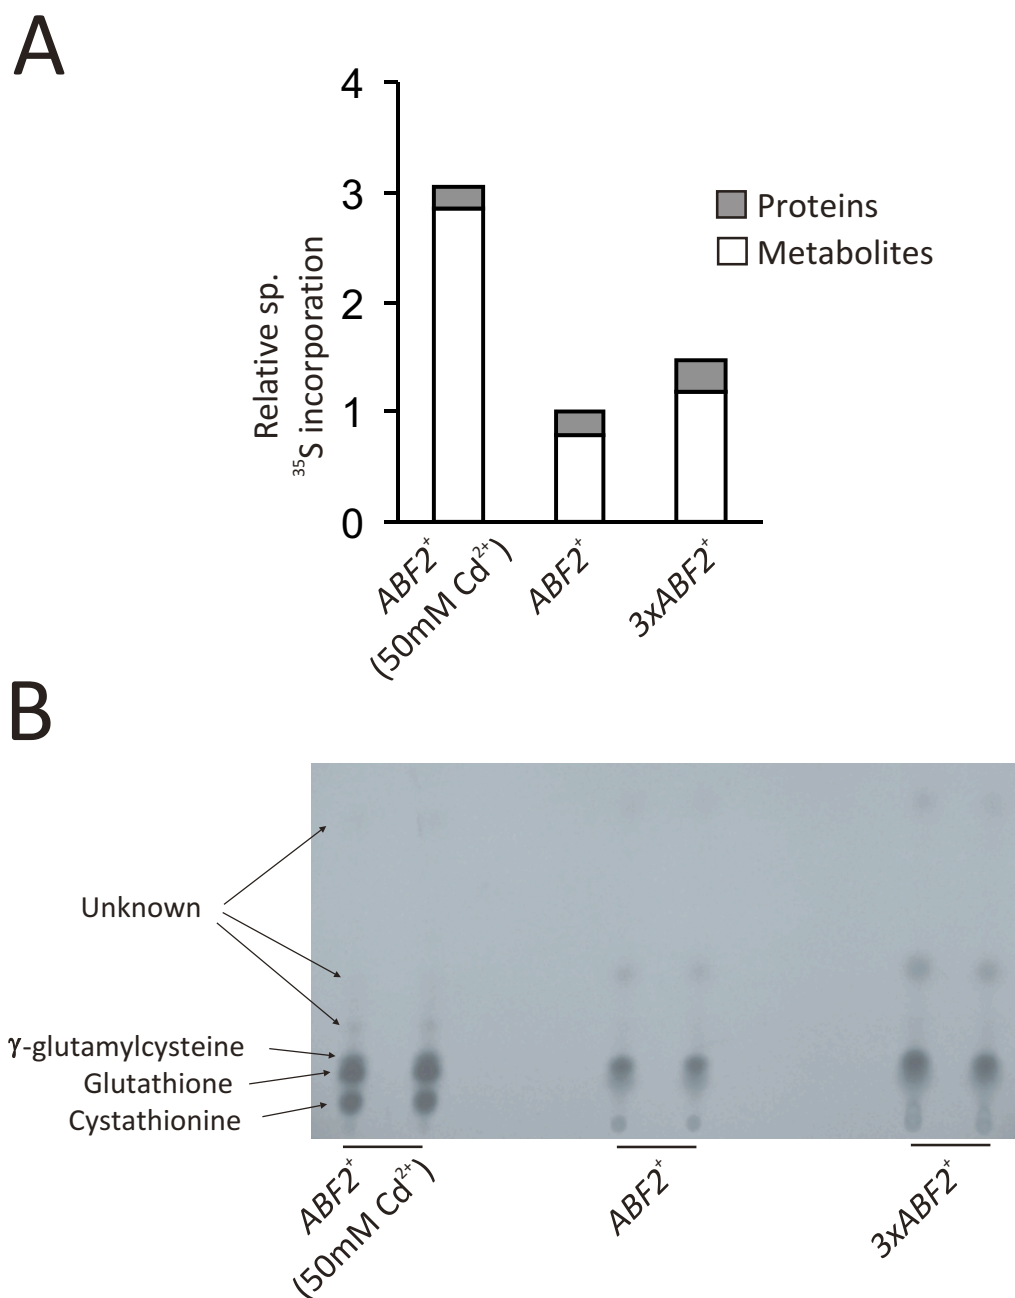 A
4
3
2
1
0
Relative sp.
³⁵S incorporation
Proteins
Metabolites
ABF2⁺
(50mM Cd²⁺)
ABF2⁺
3xABF2⁺
B
Unknown
γ-glutamylcysteine
Glutathione
Cystathionine
ABF2⁺
(50mM Cd²⁺)
ABF2⁺
3xABF2⁺